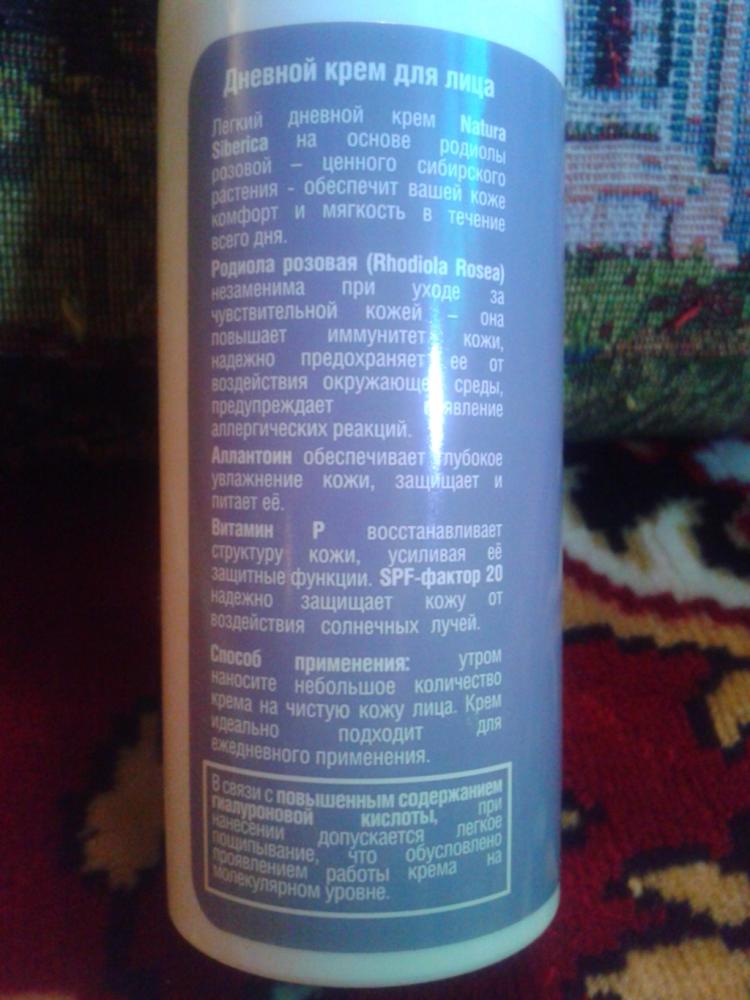 Дневной крем для лица
Легкий дневной крем Natura
Siberica на основе родиолы
розовой – ценного сибирского
растения - обеспечит вашей коже
комфорт и мягкость в течение
всего дня.
Родиола розовая (Rhodiola Rosea)
незаменима при уходе за
чувствительной кожей – она
повышает иммунитет кожи,
надежно предохраняет ее от
воздействия окружающей среды,
предупреждает появление
аллергических реакций.
Аллантоин обеспечивает глубокое
увлажнение кожи, защищает и
питает её.
Витамин P восстанавливает
структуру кожи, усиливая её
защитные функции. SPF-фактор 20
надежно защищает кожу от
воздействия солнечных лучей.
Способ применения: утром
наносите небольшое количество
крема на чистую кожу лица. Крем
идеально подходит для
ежедневного применения.
В связи с повышенным содержанием
гиалуроновой кислоты, при
нанесении допускается легкое
пощипывание, что обусловлено
проявлением работы крема на
молекулярном уровне.